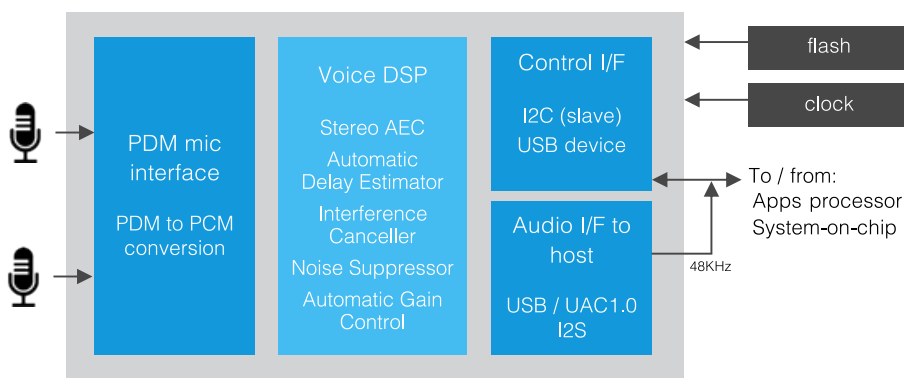 PDM mic
interface
PDM to PCM
conversion
Voice DSP
Stereo AEC
Automatic
Delay Estimator
Interference
Canceller
Noise Suppressor
Automatic Gain
Control
Control I/F
I2C (slave)
USB device
Audio I/F to
host
USB / UAC1.0
I2S
flash
clock
To / from:
Apps processor
System-on-chip
48KHz